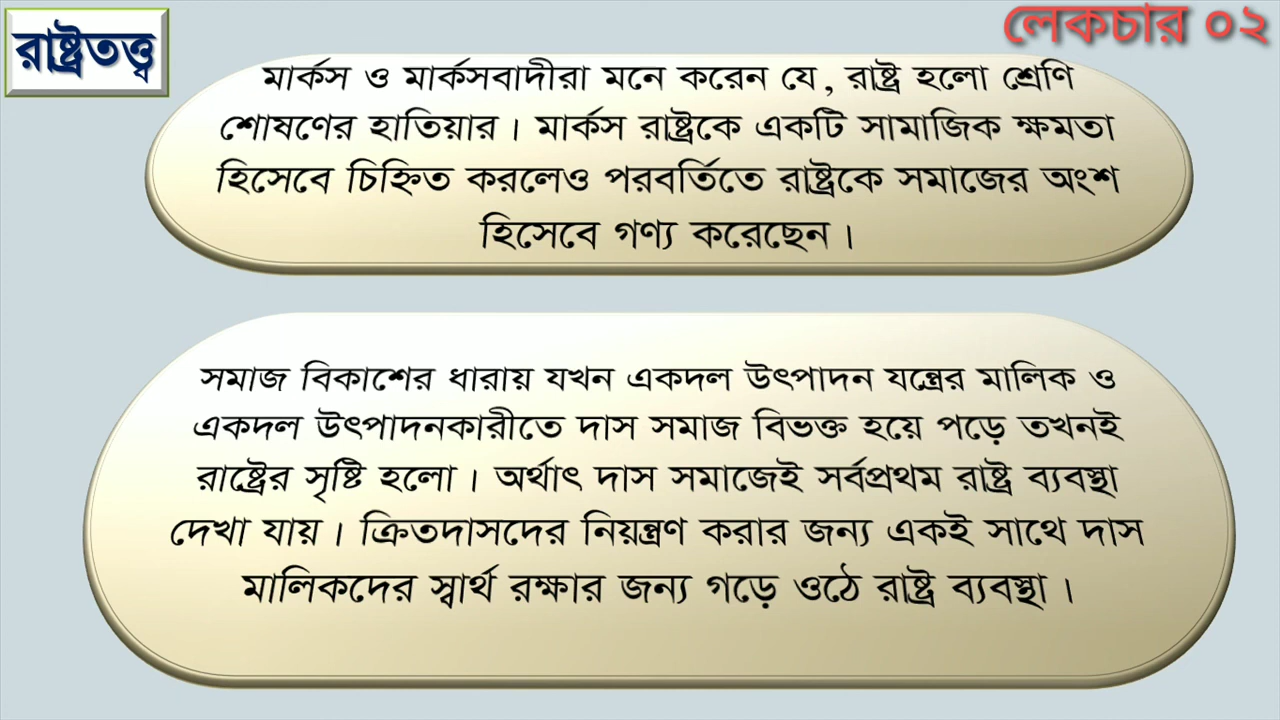 রাষ্ট্রতত্ত্ব
লেকচার ০২
মার্কস ও মার্কসবাদীরা মনে করেন যে, রাষ্ট্র হলো শ্রেণি
শোষণের হাতিয়ার। মার্কস রাষ্ট্রকে একটি সামাজিক ক্ষমতা
হিসেবে চিহ্নিত করলেও পরবর্তিতে রাষ্ট্রকে সমাজের অংশ
হিসেবে গণ্য করেছেন।
সমাজ বিকাশের ধারায় যখন একদল উৎপাদন যন্ত্রের মালিক ও
একদল উৎপাদনকারীতে দাস সমাজ বিভক্ত হয়ে পড়ে তখনই
রাষ্ট্রের সৃষ্টি হলো। অর্থাৎ দাস সমাজেই সর্বপ্রথম রাষ্ট্র ব্যবস্থা
দেখা যায়। ক্রিতদাসদের নিয়ন্ত্রণ করার জন্য একই সাথে দাস
মালিকদের স্বার্থ রক্ষার জন্য গড়ে ওঠে রাষ্ট্র ব্যবস্থা।